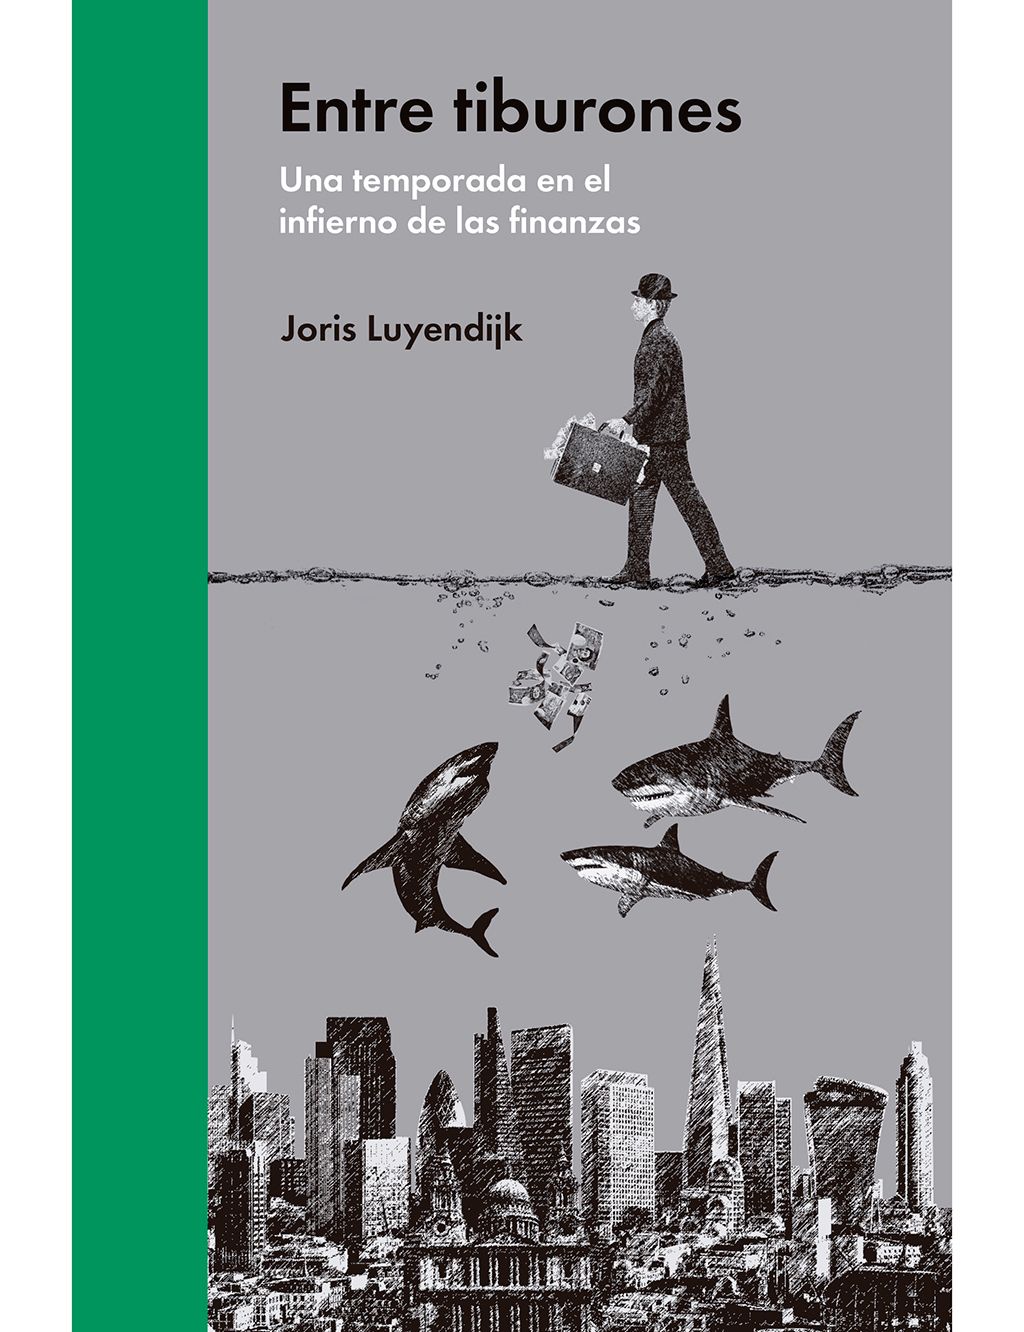 Entre tiburones
Una temporada en el
infierno de las finanzas
Joris Luyendijk